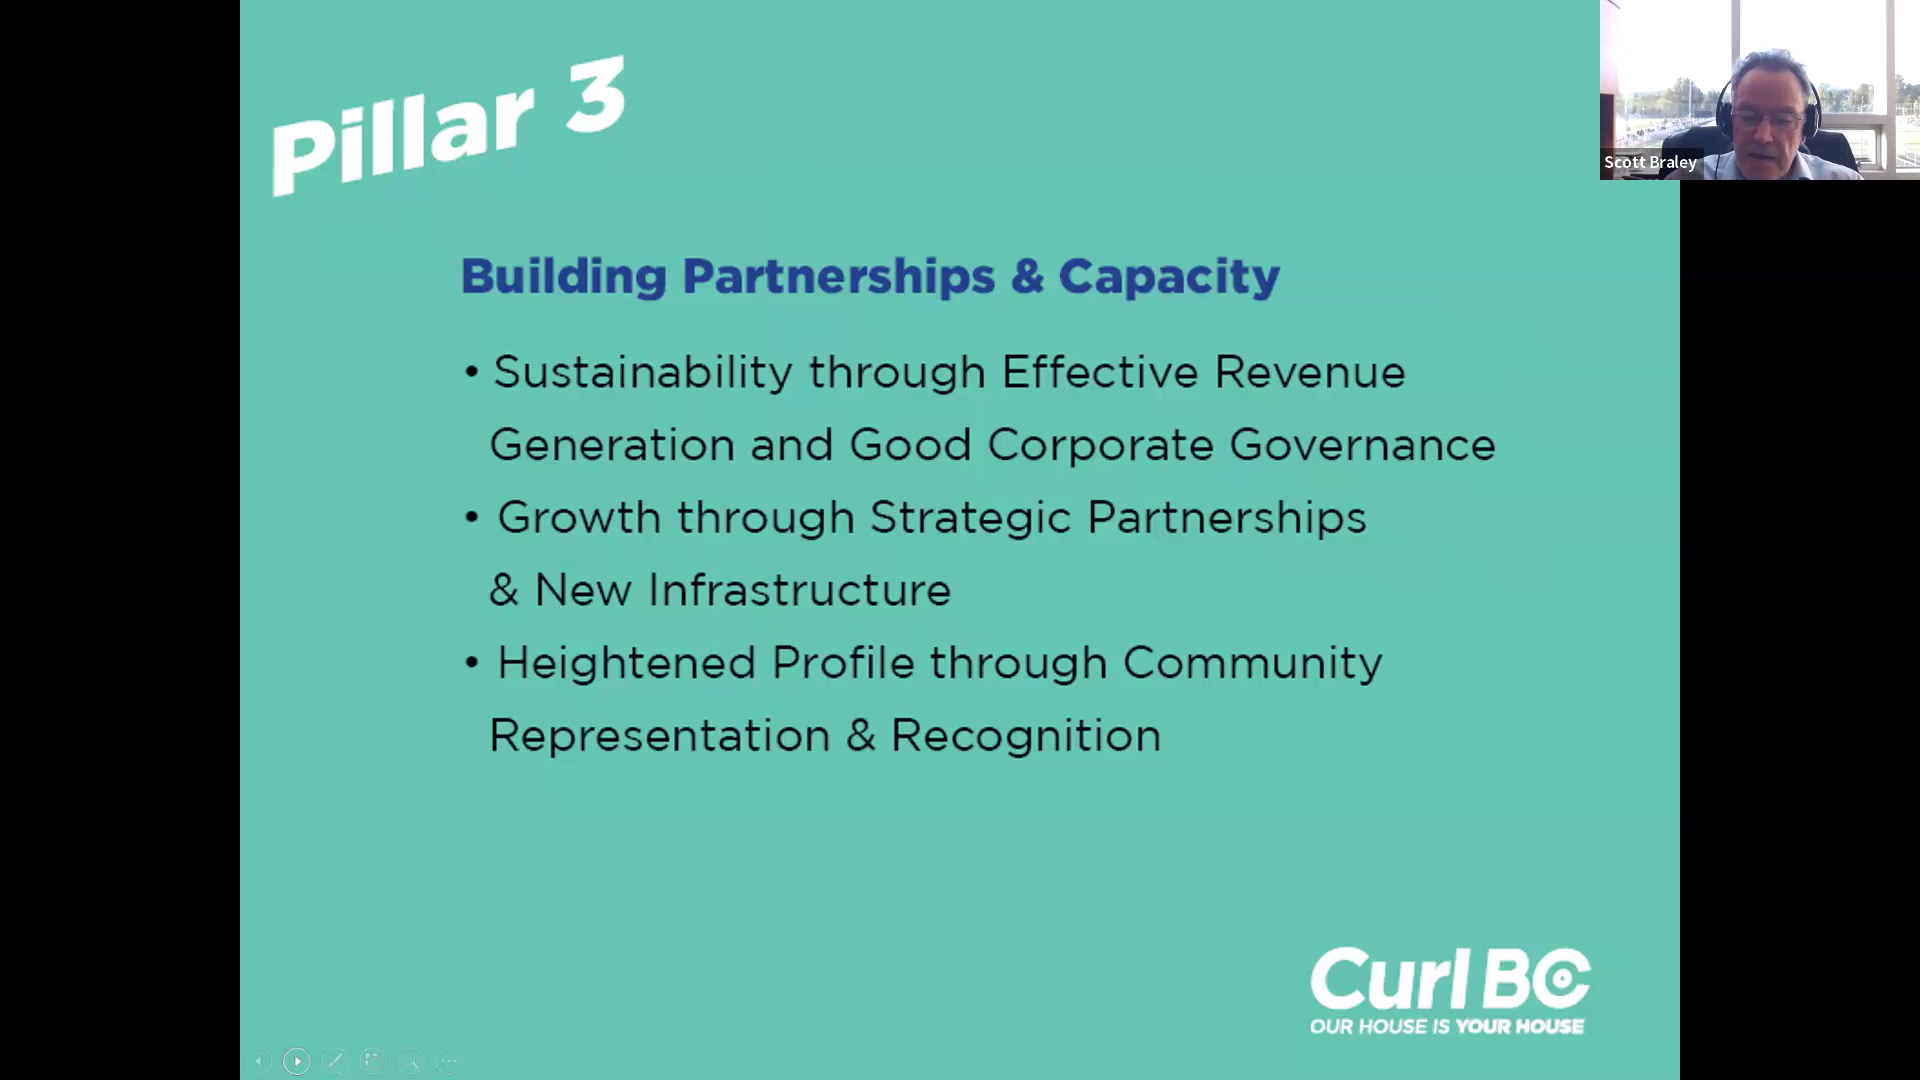 Pillar 3
Scott Braley
Building Partnerships & Capacity
• Sustainability through Effective Revenue
Generation and Good Corporate Governance
• Growth through Strategic Partnerships
& New Infrastructure
• Heightened Profile through Community
Representation & Recognition
Curl BC
OUR HOUSE IS YOUR HOUSE